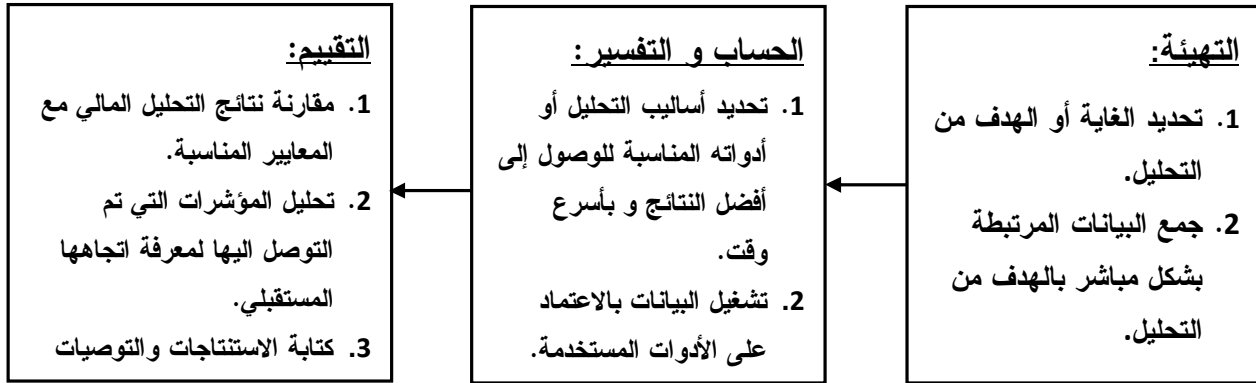 التهيئة:
1. تحديد الغاية أو الهدف من
التحليل.
2. جمع البيانات المرتبطة
بشكل مباشر بالهدف من
التحليل.
الحساب و التفسير:
1. تحديد أساليب التحليل أو
أدواته المناسبة للوصول إلى
أفضل النتائج و بأسرع
وقت.
2. تشغيل البيانات بالاعتماد
على الأدوات المستخدمة.
التقييم:
1. مقارنة نتائج التحليل المالي مع
المعايير المناسبة.
2. تحليل المؤشرات التي تم
التوصل اليها لمعرفة اتجاهها
المستقبلي.
3. كتابة الاستنتاجات والتوصيات